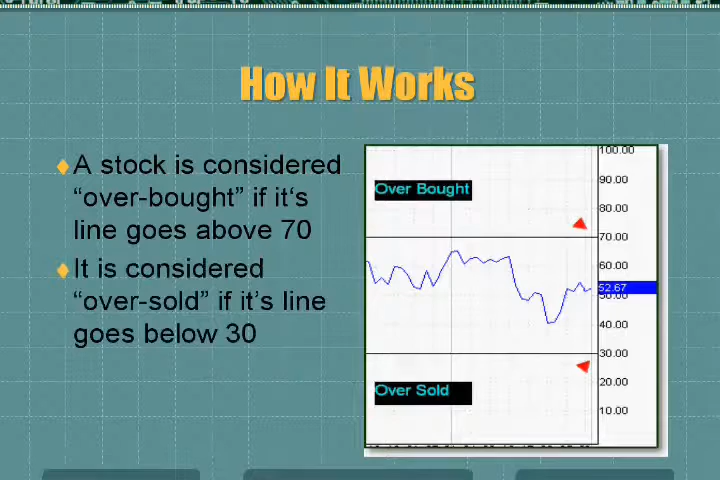 How It Works
A stock is considered
“over-bought” if it‘s
line goes above 70
It is considered
“over-sold” if it’s line
goes below 30
Over Bought
Over Sold
100.00
90.00
80.00
70.00
60.00
52.67
50.00
40.00
30.00
20.00
10.00